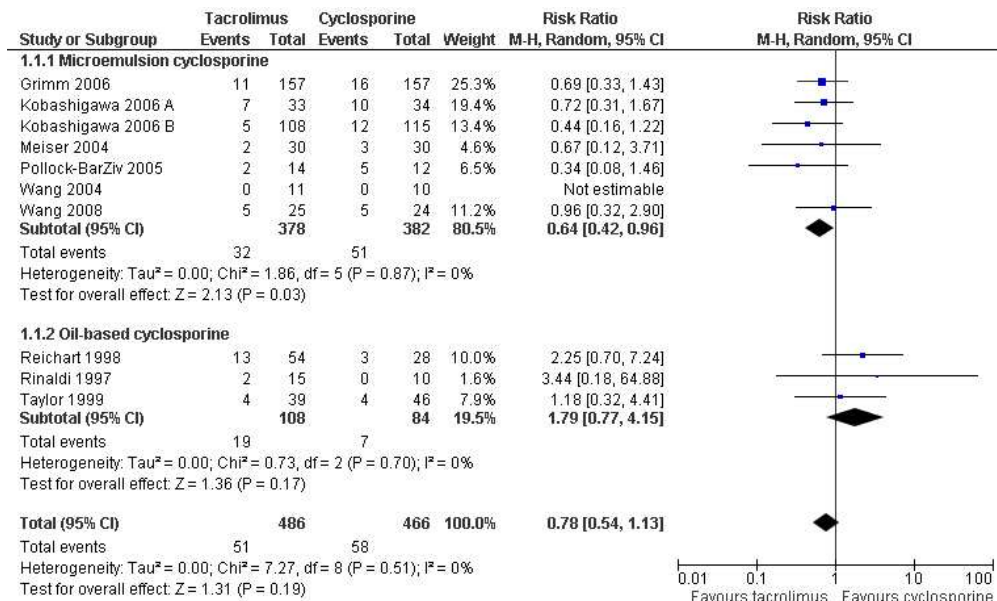 Tacrolimus Cyclosporine Risk Ratio Risk Ratio
Study or Subgroup Events Total Events Total Weight M-H, Random, 95% CI M-H, Random, 95% CI
1.1.1 Microemulsion cyclosporine
Grimm 2006 11 157 16 157 25.3% 0.69 [0.33, 1.43]
Kobashigawa 2006 A 7 33 10 34 19.4% 0.72 [0.31, 1.67]
Kobashigawa 2006 B 5 108 12 115 13.4% 0.44 [0.16, 1.22]
Meiser 2004 2 30 3 30 4.6% 0.67 [0.12, 3.71]
Pollock-BarZiv 2005 2 14 5 12 6.5% 0.34 [0.08, 1.46]
Wang 2004 0 11 0 10 Not estimable
Wang 2008 5 25 5 24 11.2% 0.96 [0.32, 2.90]
Subtotal (95% CI) 378 382 80.5% 0.64 [0.42, 0.96]
Total events 32 51
Heterogeneity: Tau² = 0.00; Chi² = 1.86, df = 5 (P = 0.87); I² = 0%
Test for overall effect: Z = 2.13 (P = 0.03)
1.1.2 Oil-based cyclosporine
Reichart 1998 13 54 3 28 10.0% 2.25 [0.70, 7.24]
Rinaldi 1997 2 15 0 10 1.6% 3.44 [0.18, 64.88]
Taylor 1999 4 39 4 46 7.9% 1.18 [0.32, 4.41]
Subtotal (95% CI) 108 84 19.5% 1.79 [0.77, 4.15]
Total events 19 7
Heterogeneity: Tau² = 0.00; Chi² = 0.73, df = 2 (P = 0.70); I² = 0%
Test for overall effect: Z = 1.36 (P = 0.17)
Total (95% CI) 486 466 100.0% 0.78 [0.54, 1.13]
Total events 51 58
Heterogeneity: Tau² = 0.00; Chi² = 7.27, df = 8 (P = 0.51); I² = 0%
Test for overall effect: Z = 1.31 (P = 0.19)
0.01 0.1 1 10 100
Favours tacrolimus Favours cyclosporine